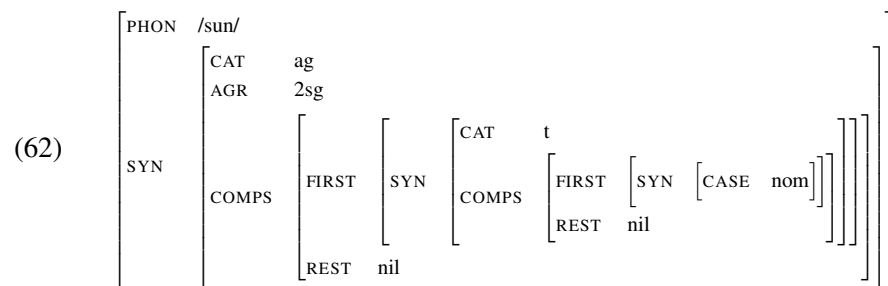 PHON /sun/
CAT ag
AGR 2sg
CAT t
(62) SYN COMPS FIRST SYN COMPS FIRST [SYN [CASE nom]]
REST nil
REST nil